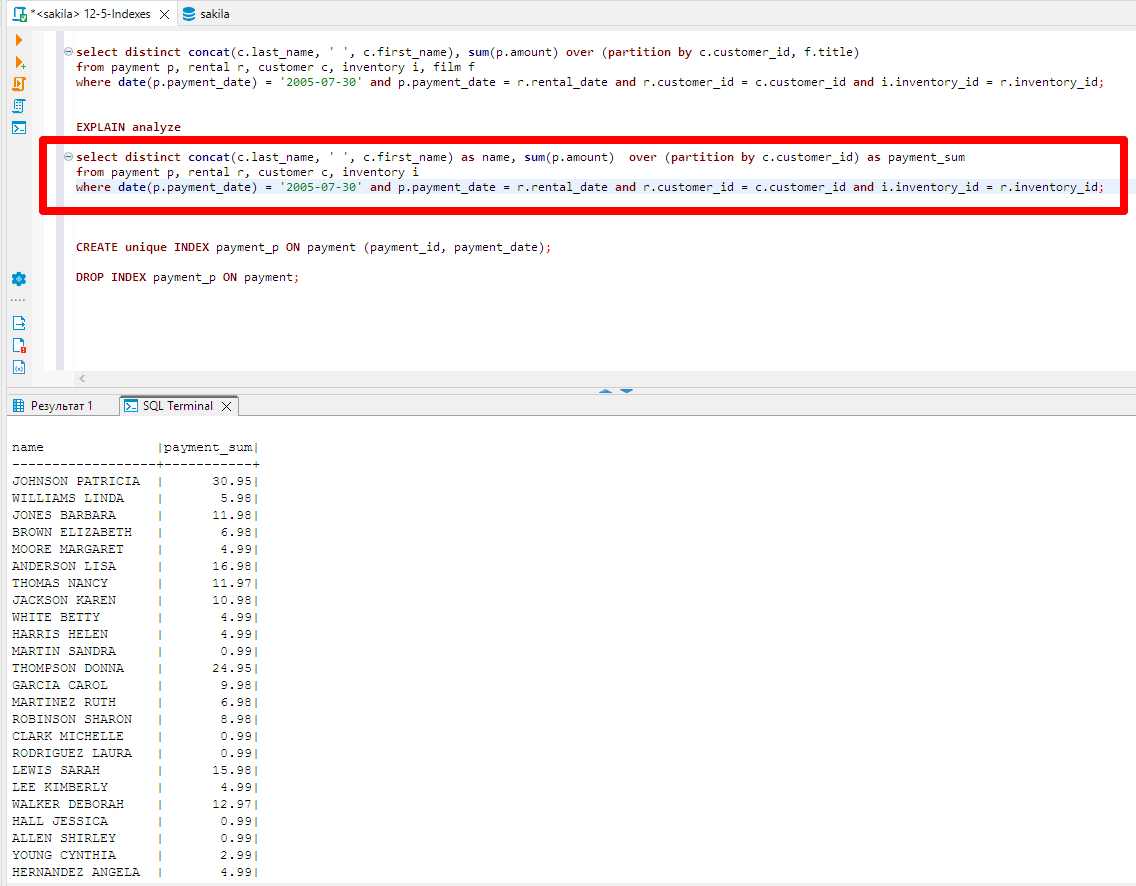 *<sakila> 12-5-Indexes
sakila
select distinct concat(c.last_name, ' ', c.first_name), sum(p.amount) over (partition by c.customer_id, f.title)
from payment p, rental r, customer c, inventory i, film f
where date(p.payment_date) = '2005-07-30' and p.payment_date = r.rental_date and r.customer_id = c.customer_id and i.inventory_id = r.inventory_id;
EXPLAIN analyze
select distinct concat(c.last_name, ' ', c.first_name) as name, sum(p.amount)  over (partition by c.customer_id) as payment_sum
from payment p, rental r, customer c, inventory i
where date(p.payment_date) = '2005-07-30' and p.payment_date = r.rental_date and r.customer_id = c.customer_id and i.inventory_id = r.inventory_id;
CREATE unique INDEX payment_p ON payment (payment_id, payment_date);
DROP INDEX payment_p ON payment;
Результат 1
SQL Terminal
name              |payment_sum|
------------------+-----------+
JOHNSON PATRICIA  |      30.95|
WILLIAMS LINDA    |       5.98|
JONES BARBARA     |      11.98|
BROWN ELIZABETH   |       6.98|
MOORE MARGARET    |       4.99|
ANDERSON LISA     |      16.98|
THOMAS NANCY      |      11.97|
JACKSON KAREN     |      10.98|
WHITE BETTY       |       4.99|
HARRIS HELEN      |       4.99|
MARTIN SANDRA     |       0.99|
THOMPSON DONNA    |      24.95|
GARCIA CAROL      |       9.98|
MARTINEZ RUTH     |       6.98|
ROBINSON SHARON   |       8.98|
CLARK MICHELLE    |       0.99|
RODRIGUEZ LAURA   |       0.99|
LEWIS SARAH       |      15.98|
LEE KIMBERLY      |       4.99|
WALKER DEBORAH    |      12.97|
HALL JESSICA      |       0.99|
ALLEN SHIRLEY     |       0.99|
YOUNG CYNTHIA     |       2.99|
HERNANDEZ ANGELA  |       4.99|